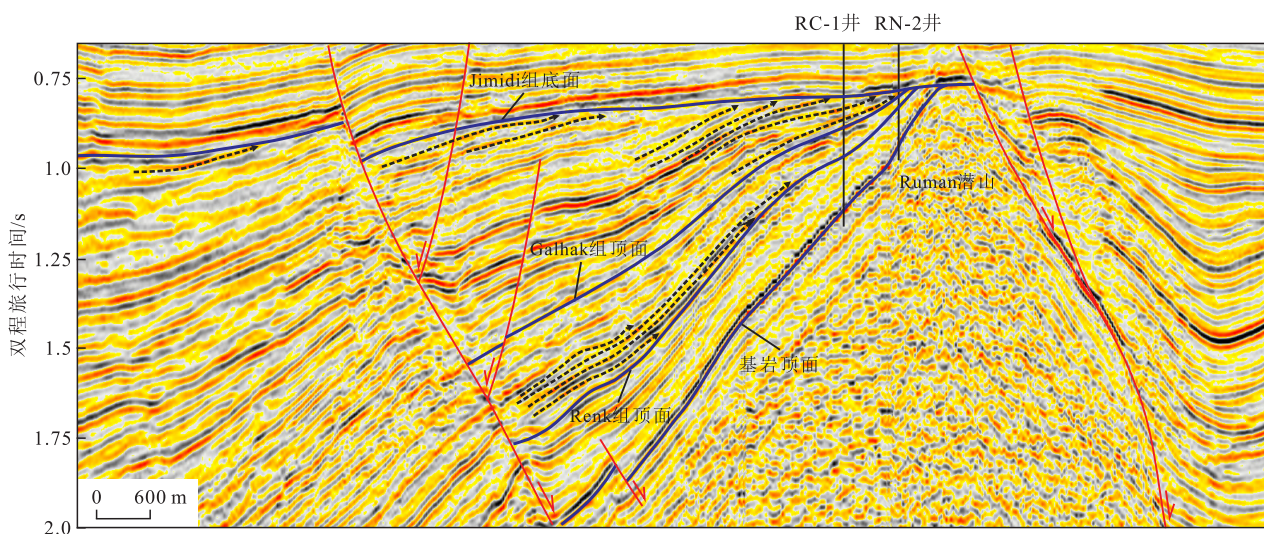 RC-1井 RN-2井
0.75
Jimidi组底面
1.0
Ruman潜山
双程旅行时间/s
1.25
Galhak组顶面
1.5
基岩顶面
Renk组顶面
1.75
0 600 m
2.0